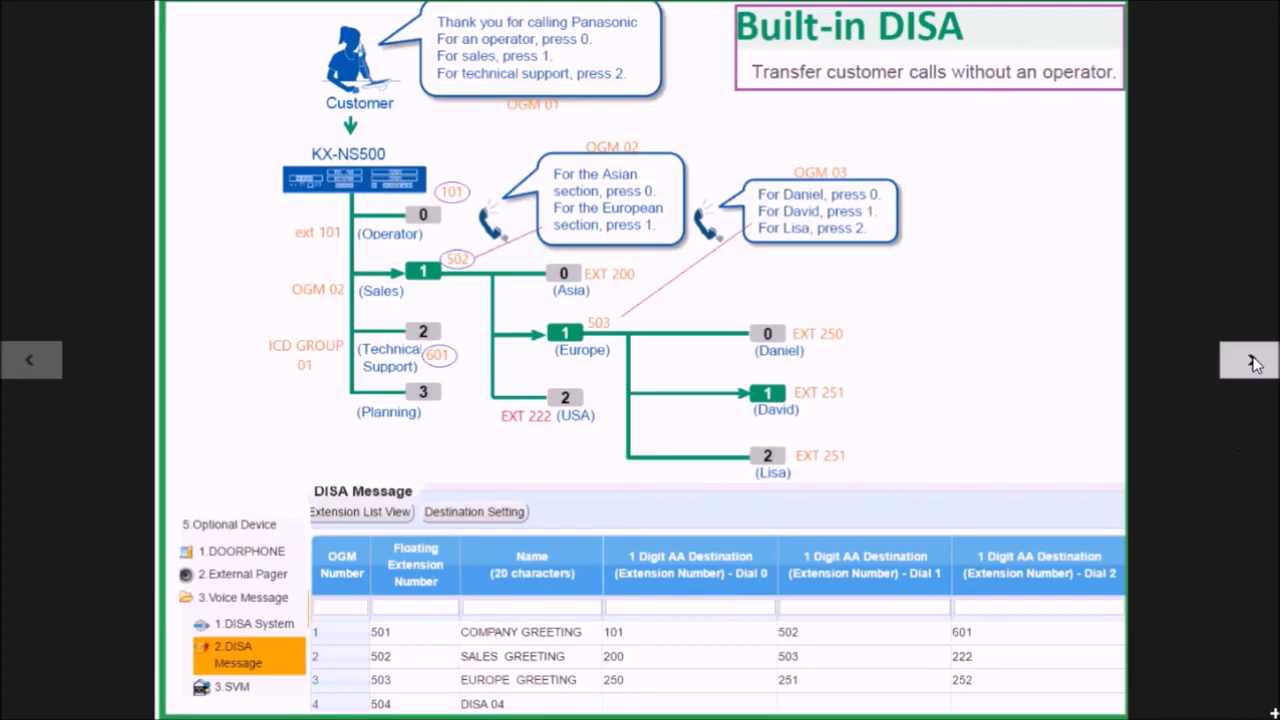 Built-in DISA
Transfer customer calls without an operator.
Thank you for calling Panasonic
For an operator, press 0.
For sales, press 1.
For technical support, press 2.
OGM 01
Customer
KX-NS500
OGM 02
For the Asian
section, press 0.
For the European
section, press 1.
OGM 03
For Daniel, press 0.
For David, press 1.
For Lisa, press 2.
101
0
ext 101
(Operator)
502
1
OGM 02
(Sales)
0
EXT 200
(Asia)
2
ICD GROUP
01
(Technica
Support)
601
1
503
(Europe)
0
EXT 250
(Daniel)
3
(Planning)
2
EXT 222
(USA)
1
EXT 251
(David)
2
EXT 251
(Lisa)
DISA Message
Extension List View
Destination Setting
5.Optional Device
1.DOORPHONE
2.External Pager
3.Voice Message
1.DISA System
2.DISA
Message
3.SVM
OGM
Number
Floating
Extension
Number
Name
(20 characters)
1 Digit AA Destination
(Extension Number) - Dial 0
1 Digit AA Destination
(Extension Number) - Dial 1
1 Digit AA Destination
(Extension Number) - Dial 2
1 501 COMPANY GREETING 101 502 601
2 502 SALES GREETING 200 503 222
3 503 EUROPE GREETING 250 251 252
4 504 DISA 04